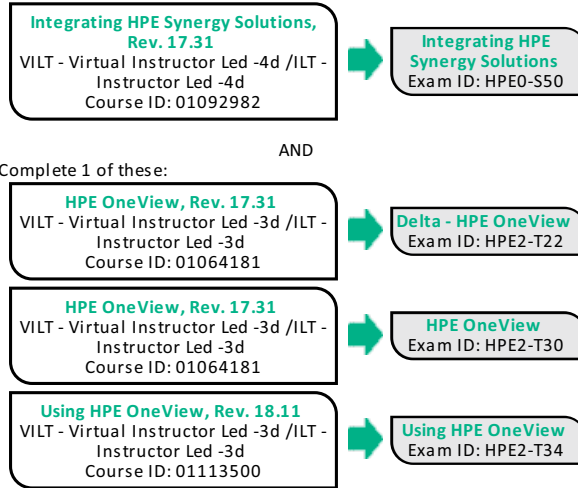 Integrating HPE Synergy Solutions,
Rev. 17.31
VILT - Virtual Instructor Led -4d /ILT -
Instructor Led -4d
Course ID: 01092982
Integrating HPE
Synergy Solutions
Exam ID: HPE0-S50
AND
Complete 1 of these:
HPE OneView, Rev. 17.31
VILT - Virtual Instructor Led -3d /ILT -
Instructor Led -3d
Course ID: 01064181
Delta - HPE OneView
Exam ID: HPE2-T22
HPE OneView, Rev. 17.31
VILT - Virtual Instructor Led -3d /ILT -
Instructor Led -3d
Course ID: 01064181
HPE OneView
Exam ID: HPE2-T30
Using HPE OneView, Rev. 18.11
VILT - Virtual Instructor Led -3d /ILT -
Instructor Led -3d
Course ID: 01113500
Using HPE OneView
Exam ID: HPE2-T34